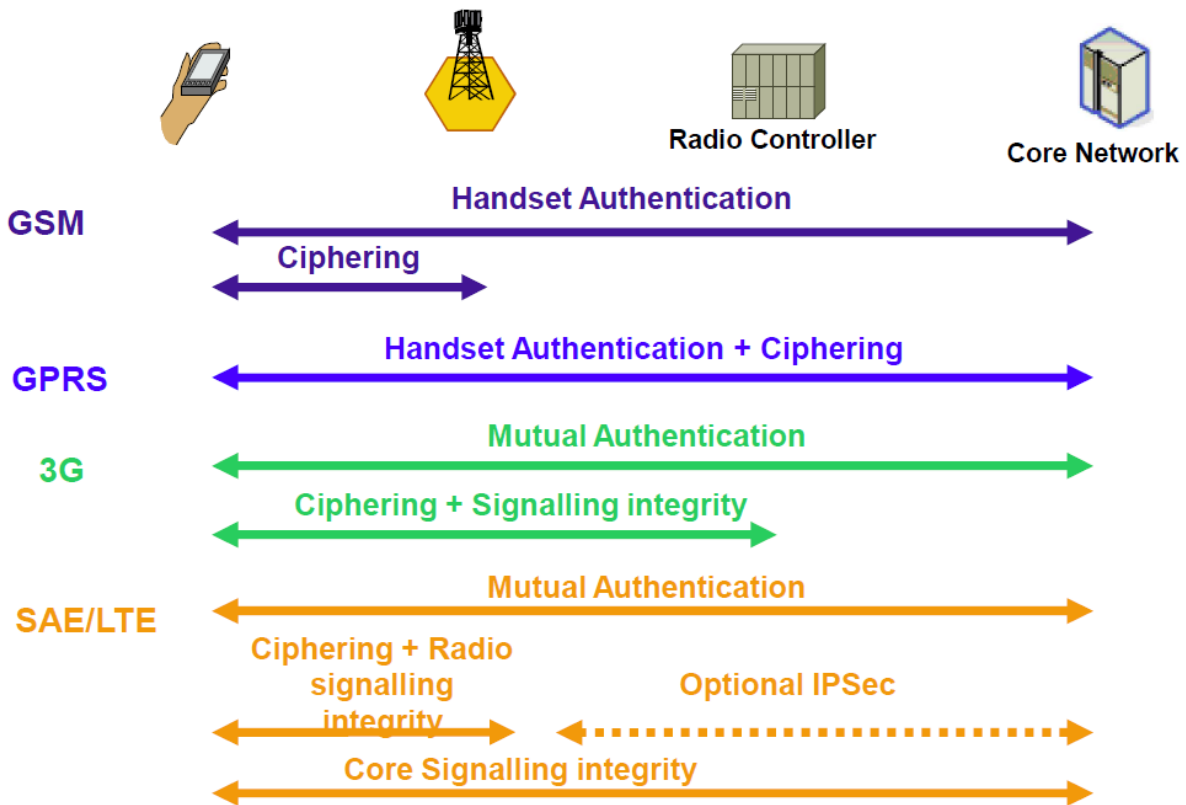 Radio Controller
Core Network
GSM
Handset Authentication
Ciphering
GPRS
Handset Authentication + Ciphering
3G
Mutual Authentication
Ciphering + Signalling integrity
SAE/LTE
Mutual Authentication
Ciphering + Radio
signalling
integrity
Optional IPSec
Core Signalling integrity